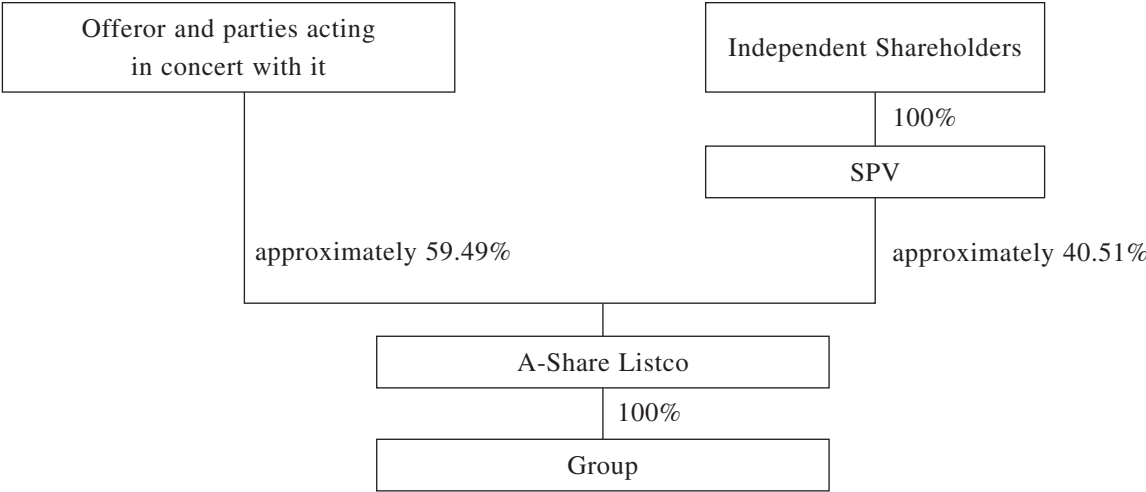 Offeror and parties acting
in concert with it
Independent Shareholders
100%
SPV
approximately 59.49%
approximately 40.51%
A-Share Listco
100%
Group